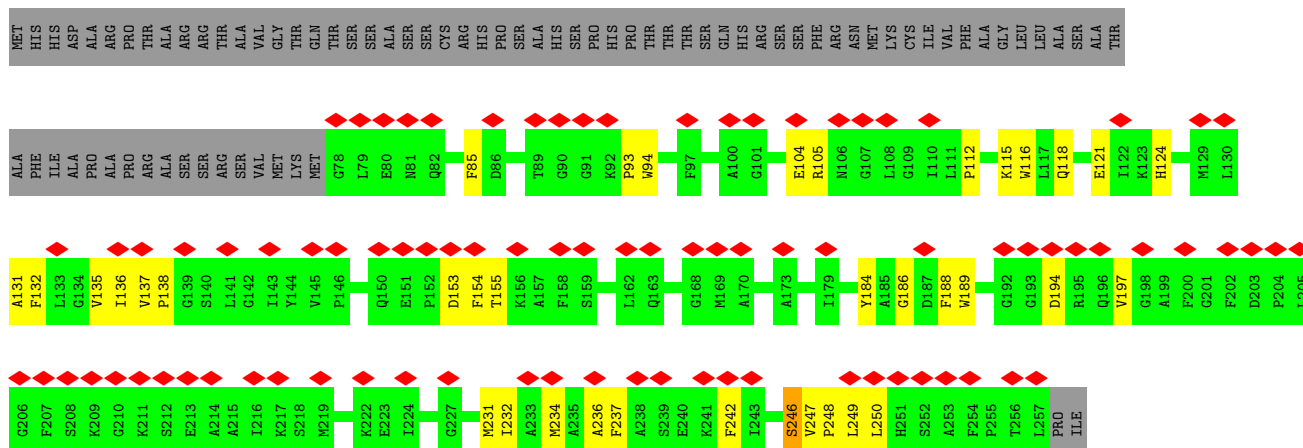 MET HIS HIS ASP ALA ARG PRO THR ALA ARG ARG THR ALA VAL GLY THR GLN THR SER SER ALA SER SER CYS ARG HIS PRO SER ALA HIS SER PRO HIS PRO THR THR THR SER GLN HIS ARG SER SER PHE ARG ASN MET LYS CYS ILE VAL PHE ALA GLY LEU LEU ALA SER ALA THR
ALA PHE ILE ALA PRO ALA PRO ARG ALA SER SER ARG SER VAL MET LYS MET G78 L79 E80 N81 Q82 F85 D86 T89 G90 G91 K92 P93 W94 F97 A100 G101 E104 R105 N106 G107 L108 G109 I110 L111 P112 K115 W116 L117 Q118 E121 I122 K123 H124 M129 L130
A131 F132 L133 G134 V135 I136 V137 P138 G139 S140 L141 G142 I143 Y144 V145 P146 Q150 E151 P152 D153 F154 T155 K156 A157 F158 S159 L162 Q163 G168 M169 A170 A173 I179 Y184 A185 G186 D187 F188 W189 G192 G193 D194 R195 Q196 V197 G198 A199 F200 G201 F202 D203 P204 L205
G206 F207 S208 K209 G210 K211 S212 E213 A214 A215 I216 K217 S218 M219 K222 E223 I224 G227 M231 I232 A233 M234 A235 A236 F237 A238 S239 E240 K241 F242 I243 S246 V247 P248 L249 L250 H251 S252 A253 F254 P255 T256 L257 PRO ILE